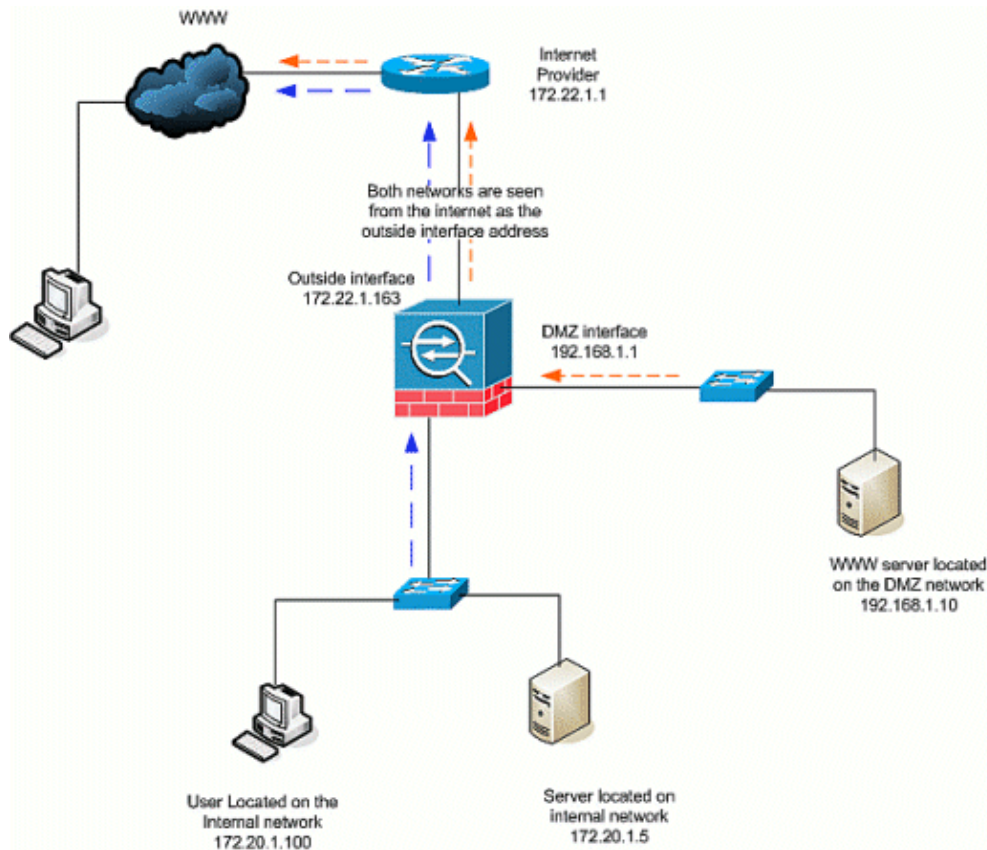 WWW
Internet
Provider
172.22.1.1
Both networks are seen
from the internet as the
outside interface address
Outside interface
172.22.1.163
DMZ interface
192.168.1.1
WWW server located
on the DMZ network
192.168.1.10
User Located on the
Internal network
172.20.1.100
Server located on
internal network
172.20.1.5